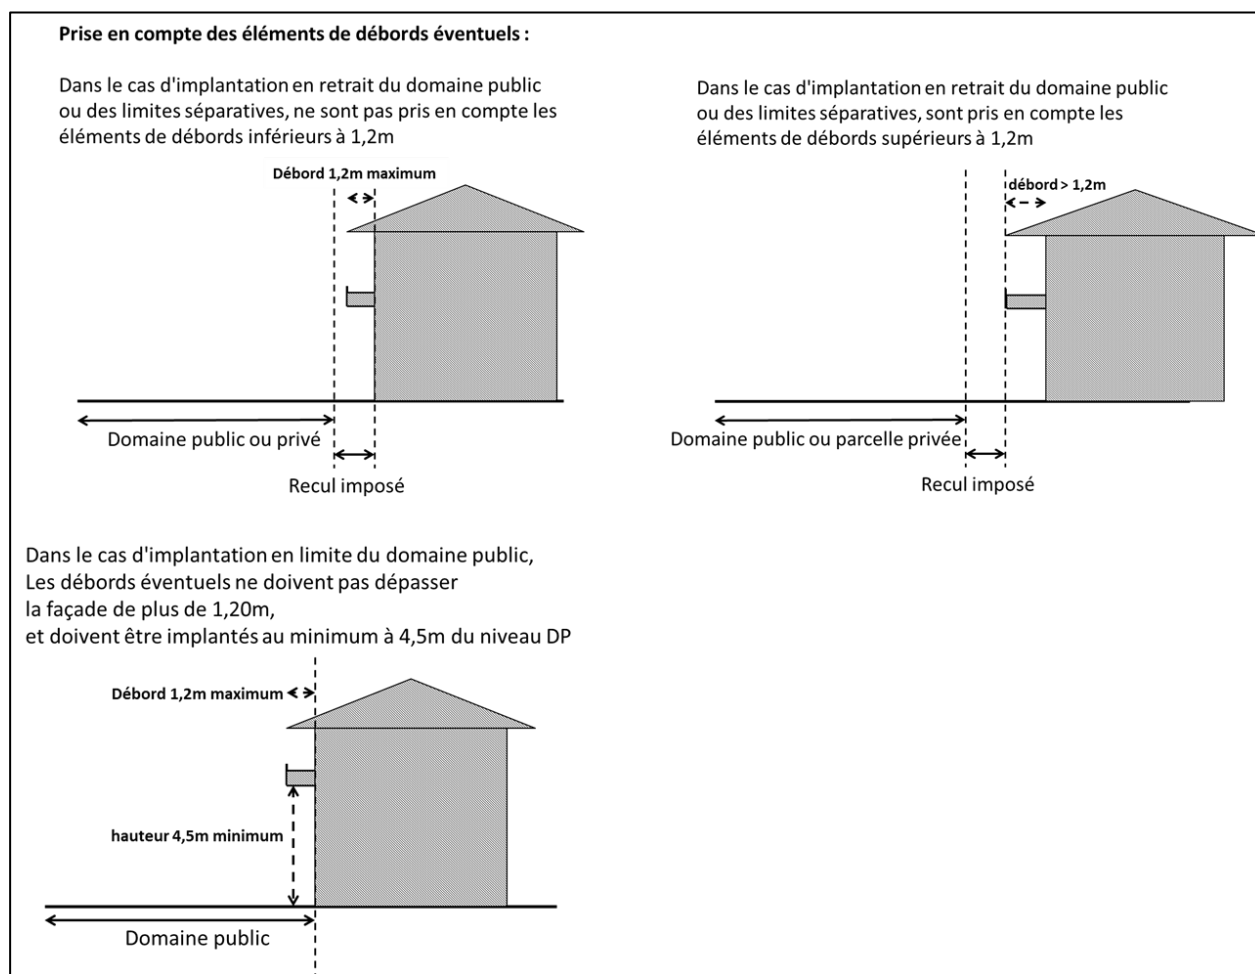 Prise en compte des éléments de débords éventuels :
Dans le cas d'implantation en retrait du domaine public
ou des limites séparatives, ne sont pas pris en compte les
éléments de débords inférieurs à 1,2m
Débord 1,2m maximum
Domaine public ou privé
Recul imposé
Dans le cas d'implantation en retrait du domaine public
ou des limites séparatives, sont pris en compte les
éléments de débords supérieurs à 1,2m
débord > 1,2m
Domaine public ou parcelle privée
Recul imposé
Dans le cas d'implantation en limite du domaine public,
Les débords éventuels ne doivent pas dépasser
la façade de plus de 1,20m,
et doivent être implantés au minimum à 4,5m du niveau DP
Débord 1,2m maximum
hauteur 4,5m minimum
Domaine public